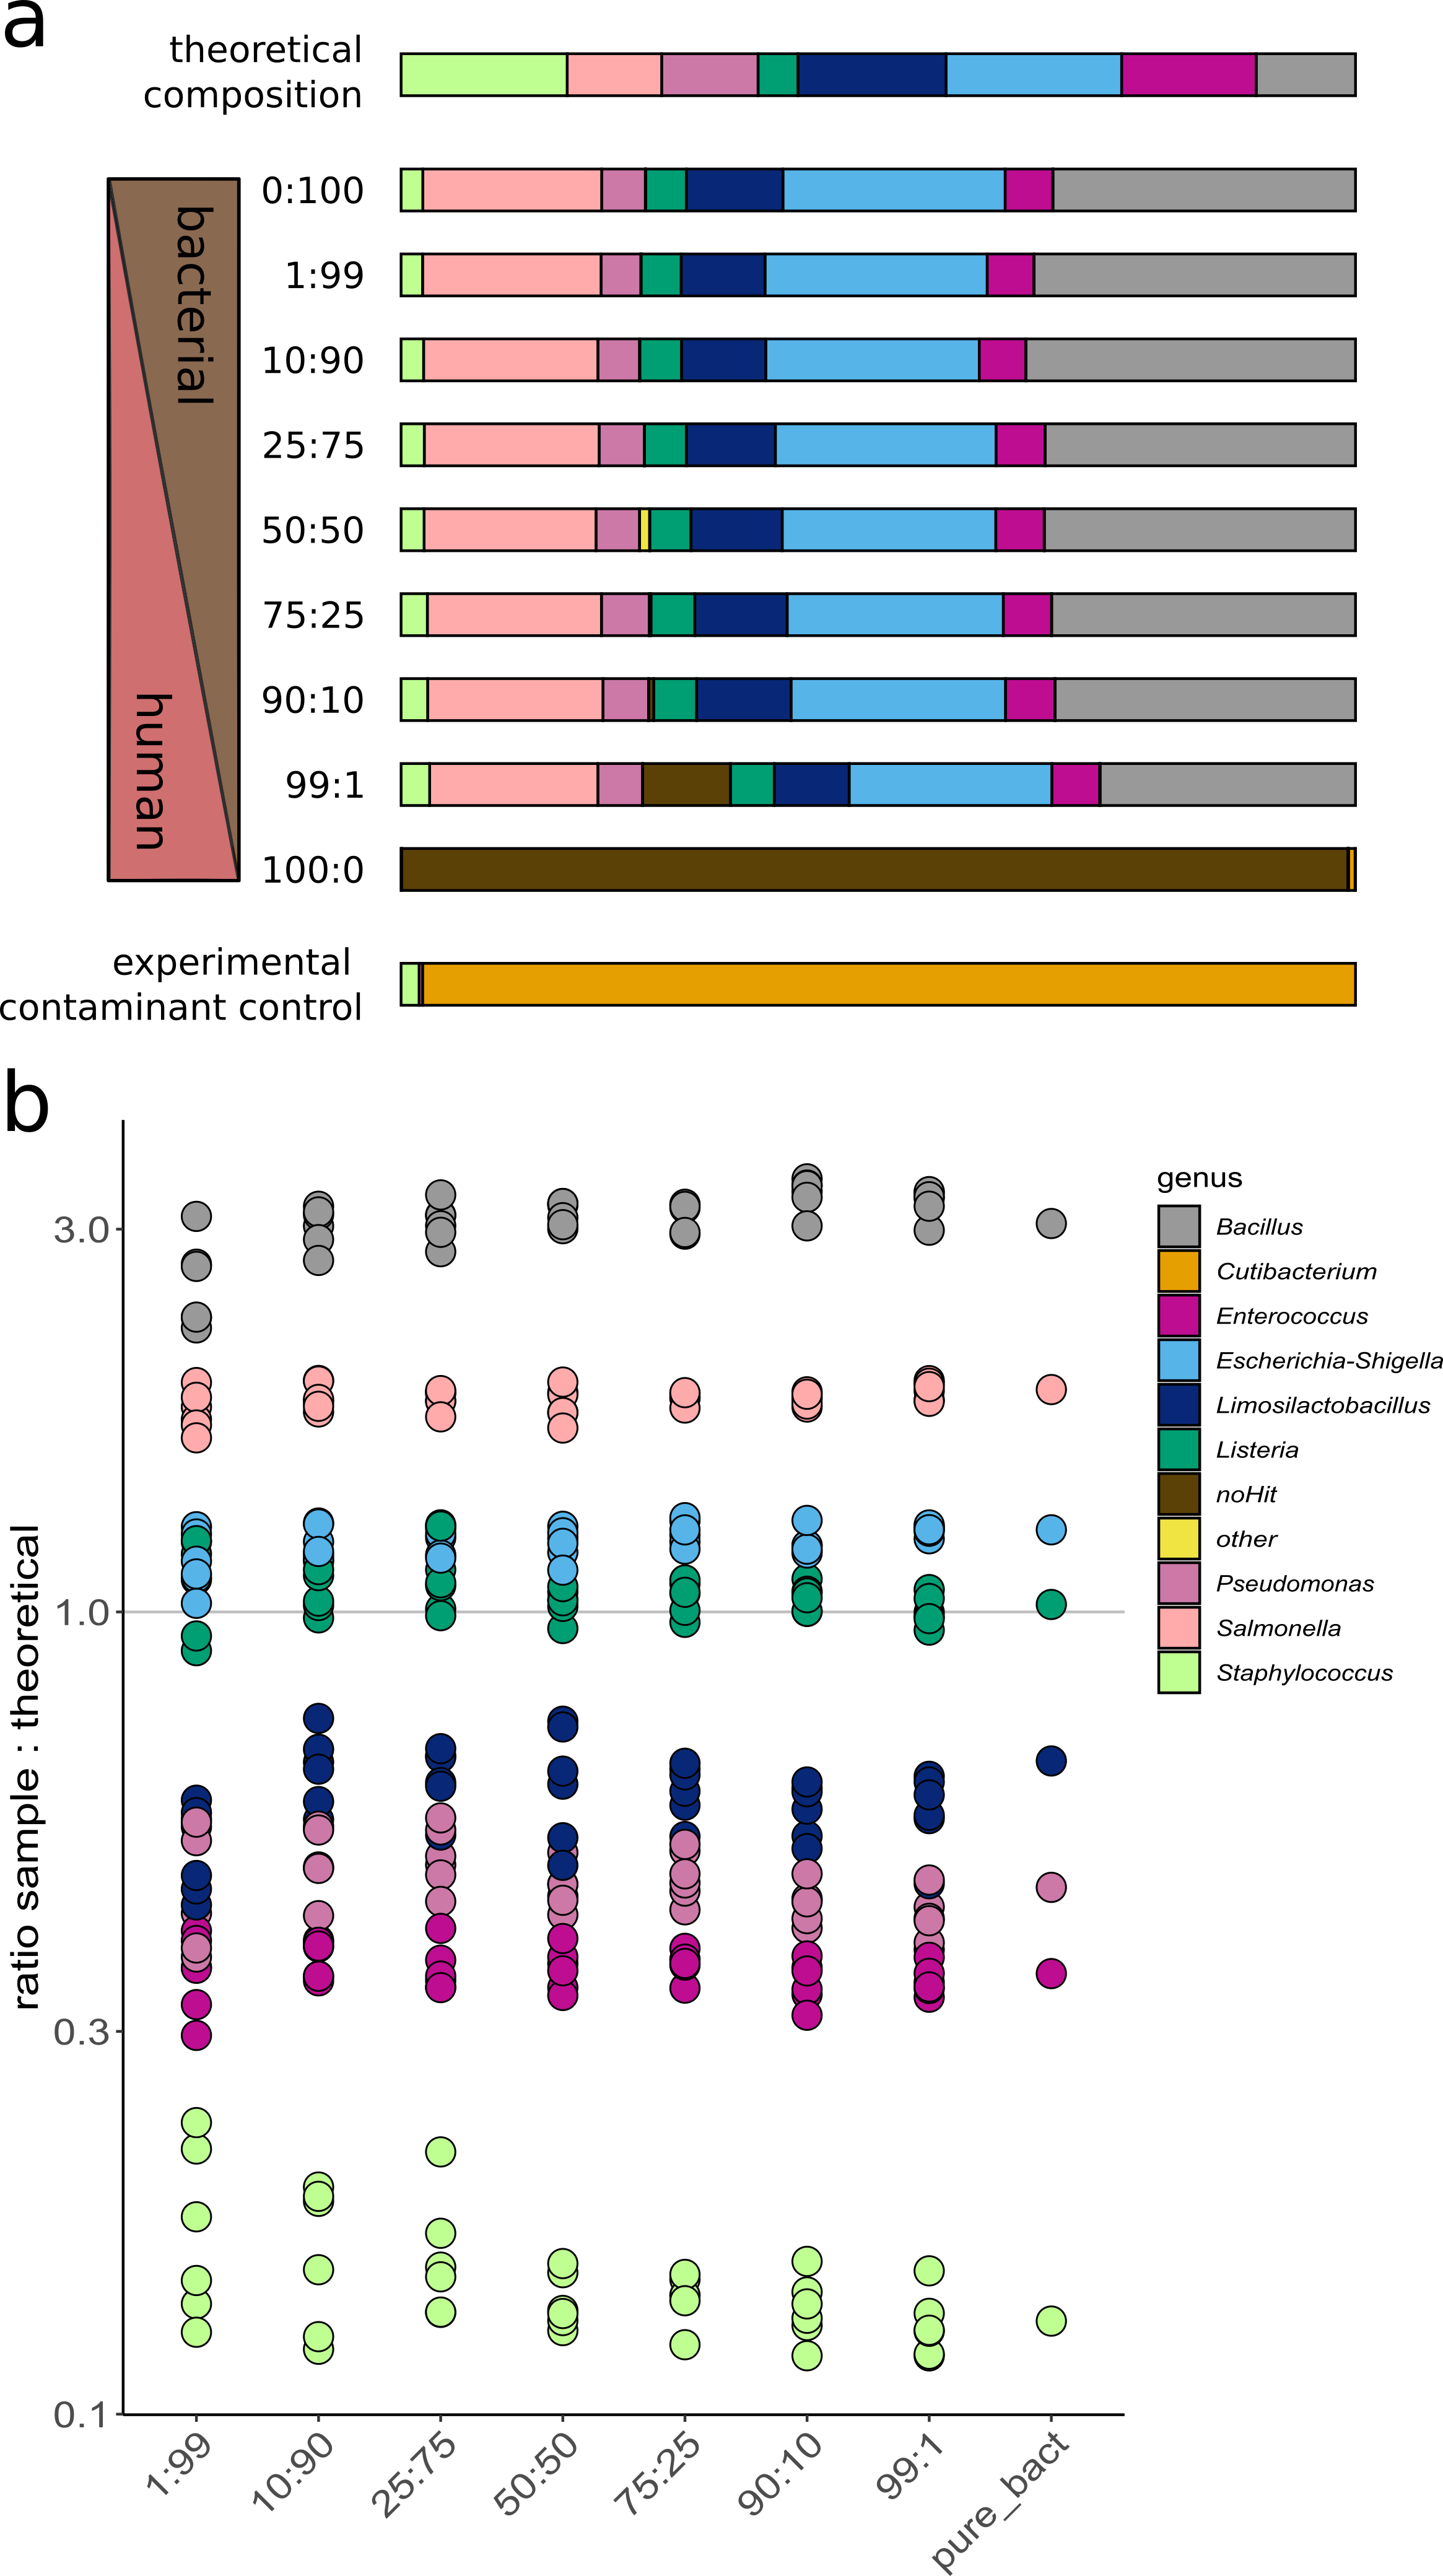 a
theoretical
composition
bacterial
human
0:100
1:99
10:90
25:75
50:50
75:25
90:10
99:1
100:0
experimental
contaminant control
b
ratio sample : theoretical
3.0
1.0
0.3
0.1
1:99
10:90
25:75
50:50
75:25
90:10
99:1
pure_bact
genus
Bacillus
Cutibacterium
Enterococcus
Escherichia-Shigella
Limosilactobacillus
Listeria
noHit
other
Pseudomonas
Salmonella
Staphylococcus